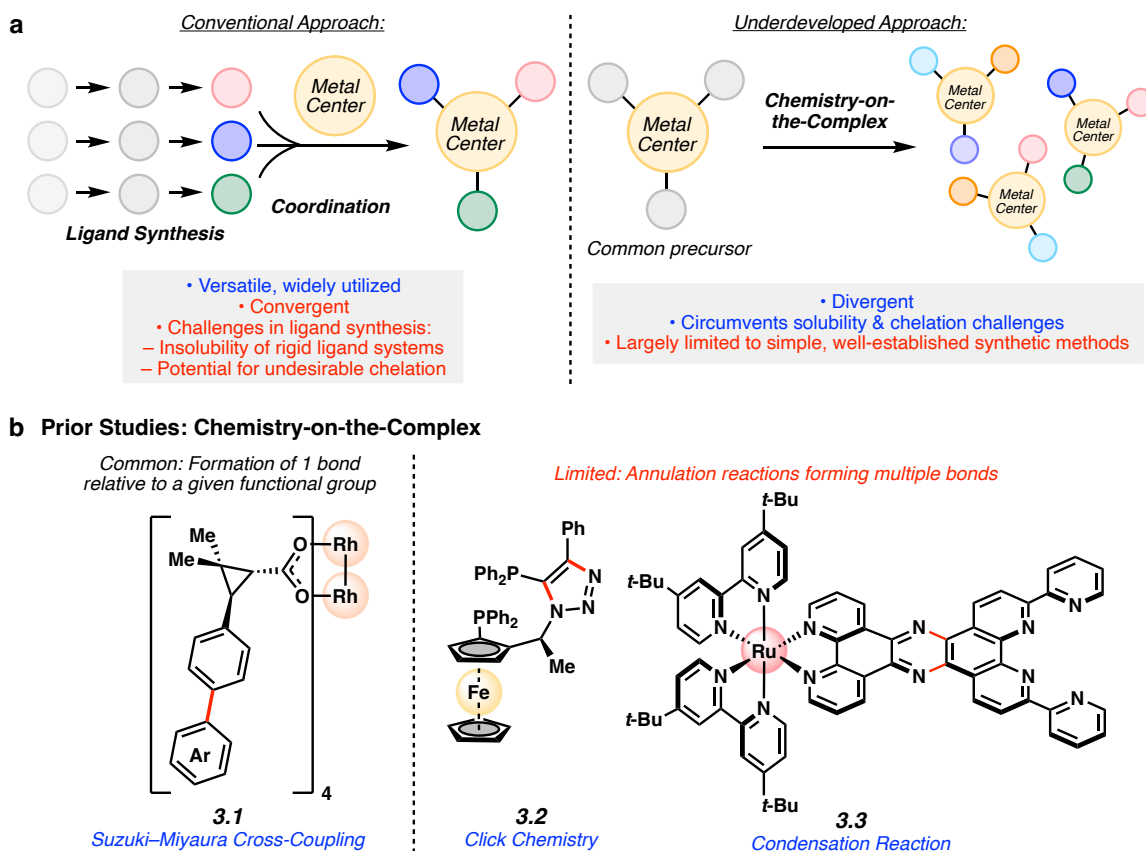 a
Conventional Approach:
Metal
Center
Metal
Center
Ligand Synthesis
Coordination
• Versatile, widely utilized
• Convergent
• Challenges in ligand synthesis:
– Insolubility of rigid ligand systems
– Potential for undesirable chelation
Underdeveloped Approach:
Metal
Center
Common precursor
Chemistry-on-
the-Complex
Metal
Center
Metal
Center
Metal
Center
• Divergent
• Circumvents solubility & chelation challenges
• Largely limited to simple, well-established synthetic methods
b Prior Studies: Chemistry-on-the-Complex
Common: Formation of 1 bond
relative to a given functional group
Me
Me
O
O
Rh
Rh
Ar
4
3.1
Suzuki–Miyaura Cross-Coupling
Limited: Annulation reactions forming multiple bonds
Ph
Ph2P
N
N
N
PPh2
Me
Fe
3.2
Click Chemistry
t-Bu
t-Bu
N
N
N
N
Ru
N
N
t-Bu
t-Bu
N
N
N
N
N
N
3.3
Condensation Reaction